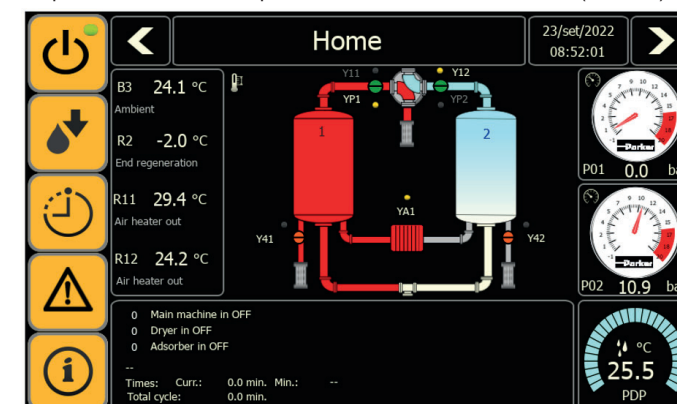 Home
23/set/2022
08:52:01
B3 24.1 °C
Ambient
R2 -2.0 °C
End regeneration
R11 29.4 °C
Air heater out
R12 24.2 °C
Air heater out
Y11
Y12
YP1
YP2
1
2
YA1
Y41
Y42
Parker
P01 0.0
Parker
P02 10.9
°C
25.5
PDP
0 Main machine in OFF
0 Dryer in OFF
0 Adsorber in OFF
--
Times: Curr.: 0.0 min. Min.: --
Total cycle: 0.0 min.